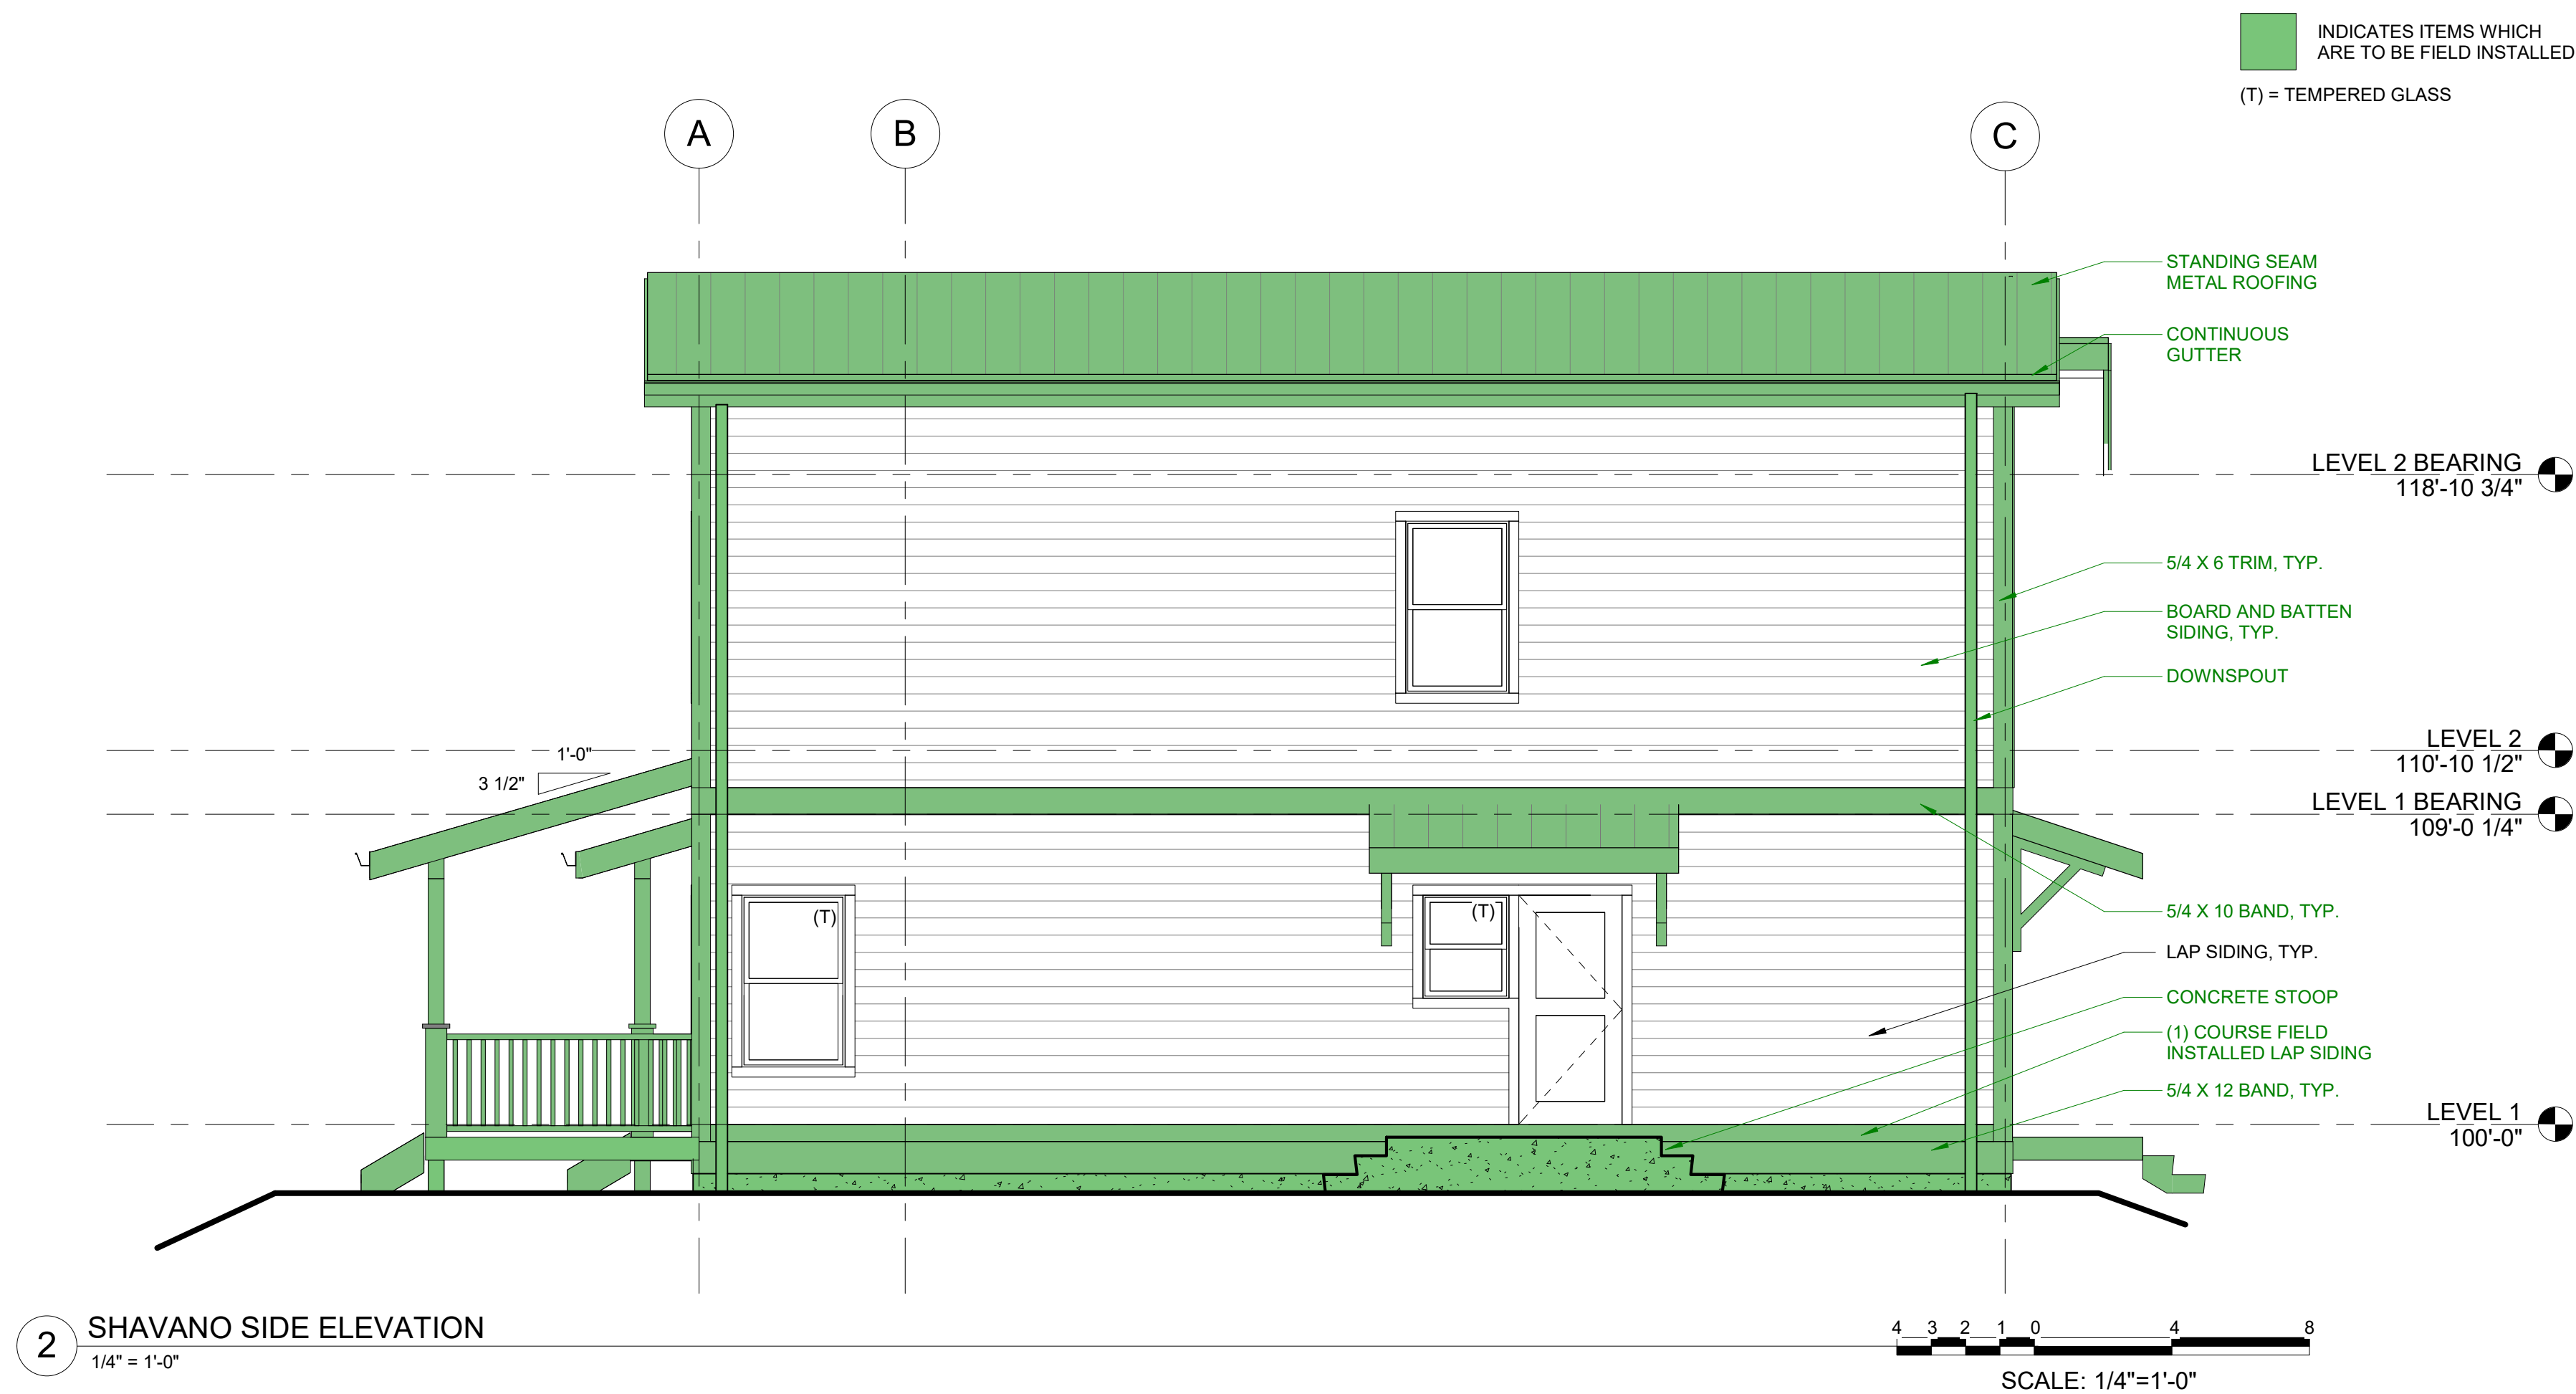 INDICATES ITEMS WHICH
ARE TO BE FIELD INSTALLED
(T) = TEMPERED GLASS
A
B
C
STANDING SEAM
METAL ROOFING
CONTINUOUS
GUTTER
LEVEL 2 BEARING
118'-10 3/4"
5/4 X 6 TRIM, TYP.
BOARD AND BATTEN
SIDING, TYP.
DOWNSPOUT
LEVEL 2
110'-10 1/2"
1'-0"
3 1/2"
LEVEL 1 BEARING
109'-0 1/4"
(T)
(T)
5/4 X 10 BAND, TYP.
LAP SIDING, TYP.
CONCRETE STOOP
(1) COURSE FIELD
INSTALLED LAP SIDING
5/4 X 12 BAND, TYP.
LEVEL 1
100'-0"
2
SHAVANO SIDE ELEVATION
1/4" = 1'-0"
4 3 2 1 0 4 8
SCALE: 1/4"=1'-0"